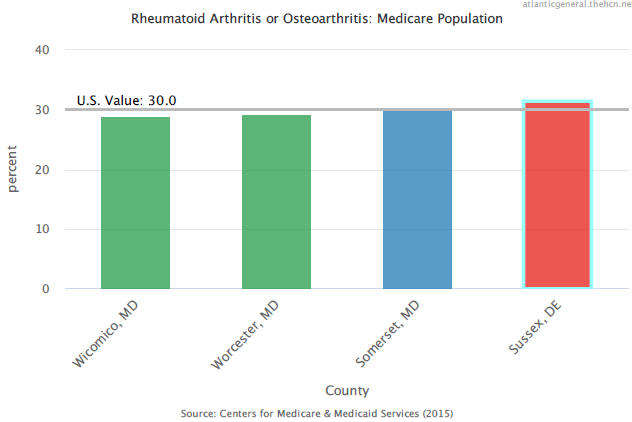 atlanticgeneral.thehcn.ne
Rheumatoid Arthritis or Osteoarthritis: Medicare Population
40
U.S. Value: 30.0
30
20
10
0
percent
Wicomico, MD
Worcester, MD
Somerset, MD
Sussex, DE
County
Source: Centers for Medicare & Medicaid Services (2015)